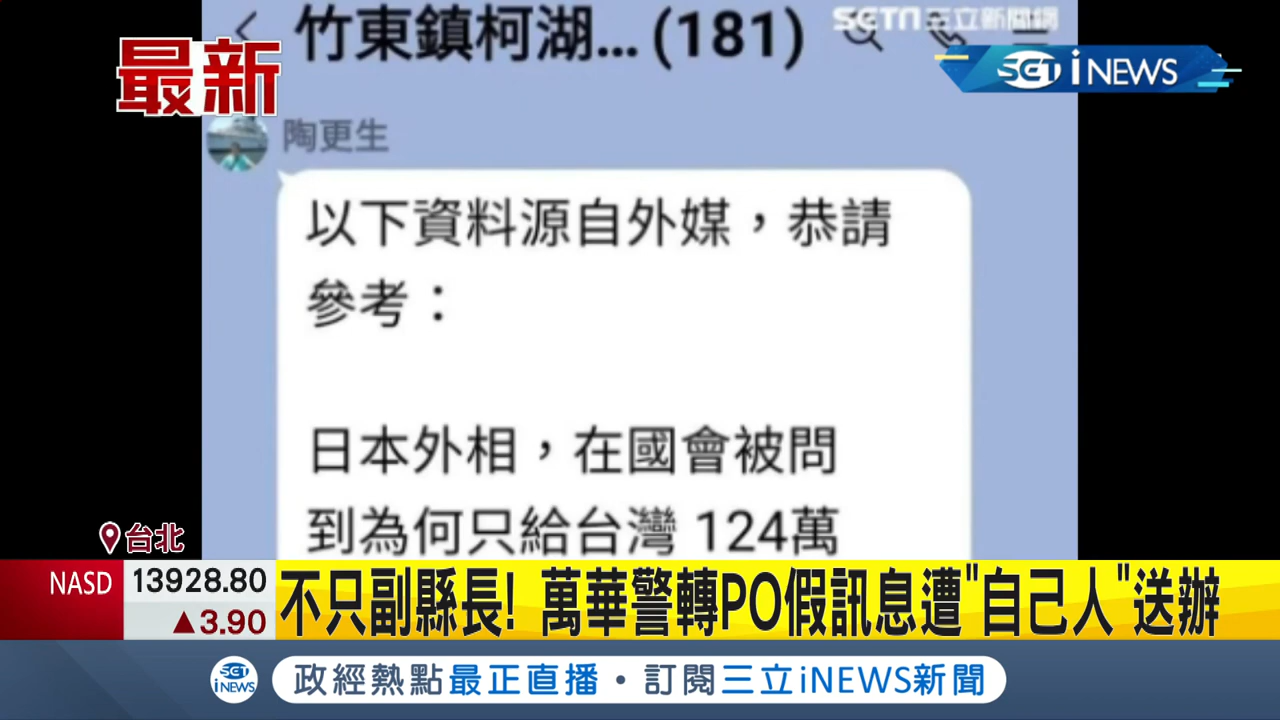 竹東鎮柯湖...(181)
SETN三立新聞網
最新
SET iNEWS
陶更生
以下資料源自外媒，恭請
參考：
日本外相，在國會被問
到為何只給台灣 124萬
台北
NASD 13928.80
▲3.90
不只副縣長! 萬華警轉PO假訊息遭"自己人"送辦
SET iNEWS
政經熱點最正直播・訂閱三立iNEWS新聞